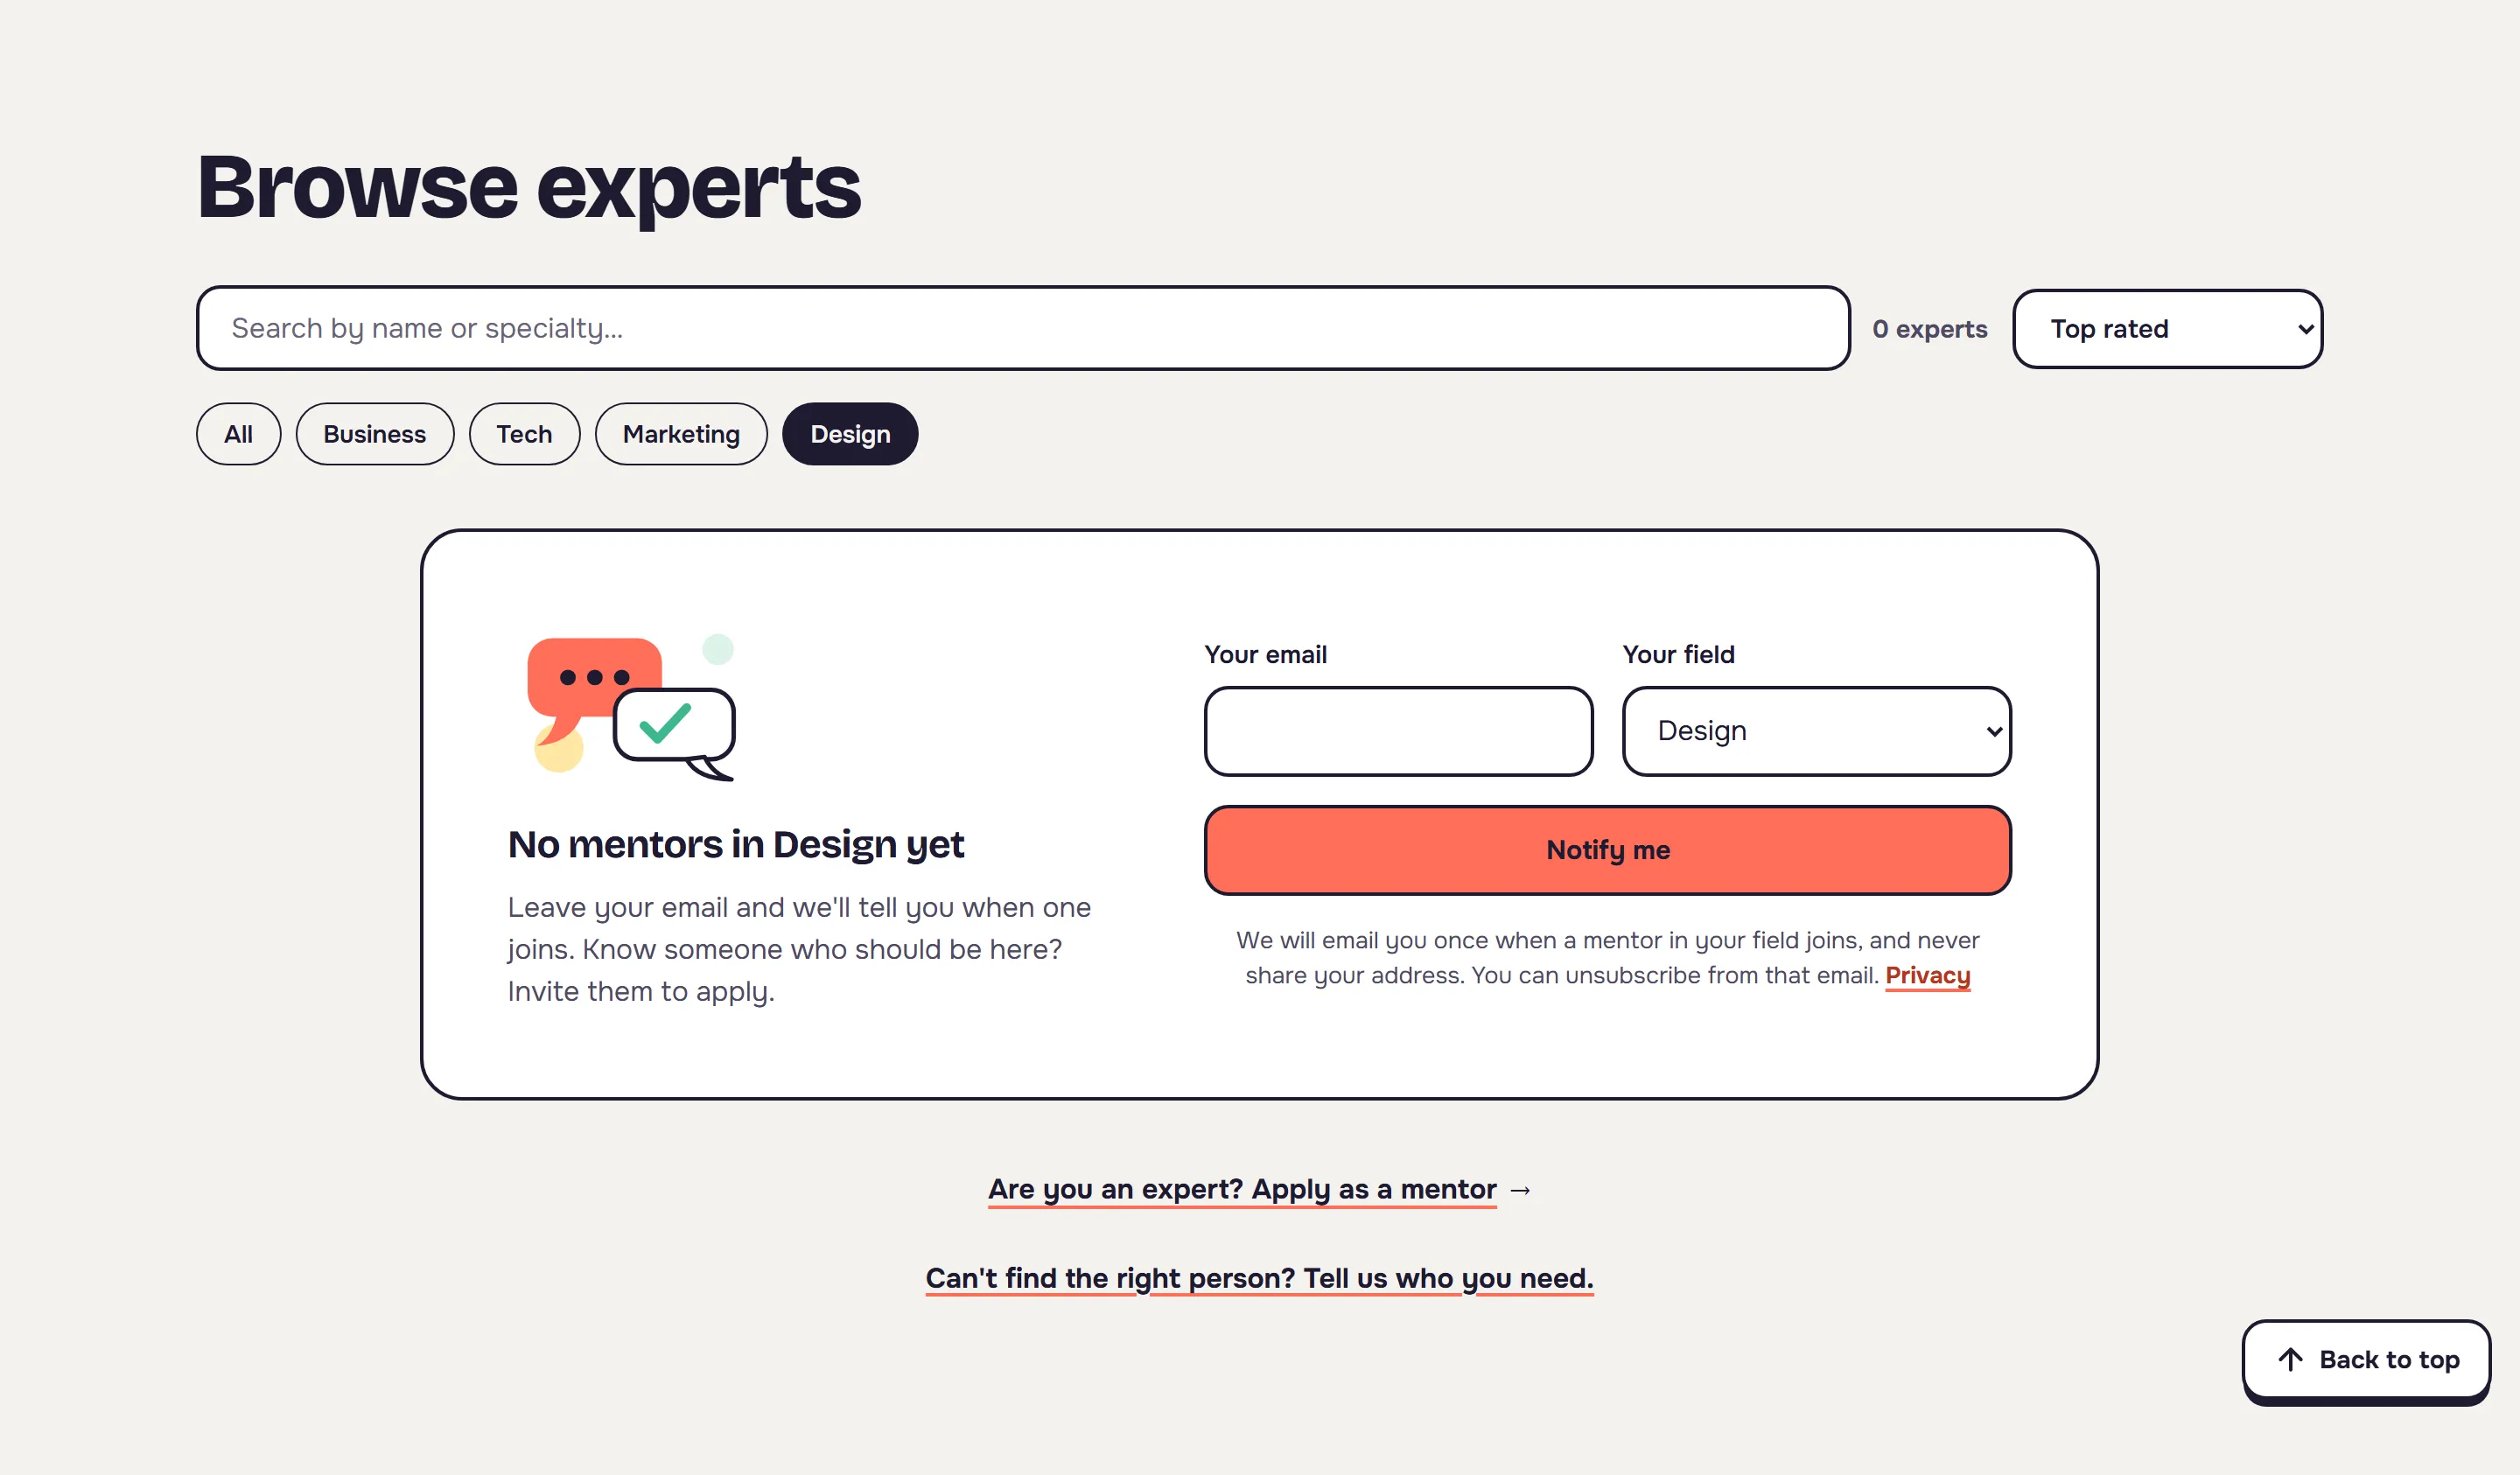 Browse experts
Search by name or specialty...
0 experts
Top rated
All
Business
Tech
Marketing
Design
No mentors in Design yet
Leave your email and we'll tell you when one
joins. Know someone who should be here?
Invite them to apply.
Your email
Your field
Design
Notify me
We will email you once when a mentor in your field joins, and never
share your address. You can unsubscribe from that email. Privacy
Are you an expert? Apply as a mentor →
Can't find the right person? Tell us who you need.
↑ Back to top